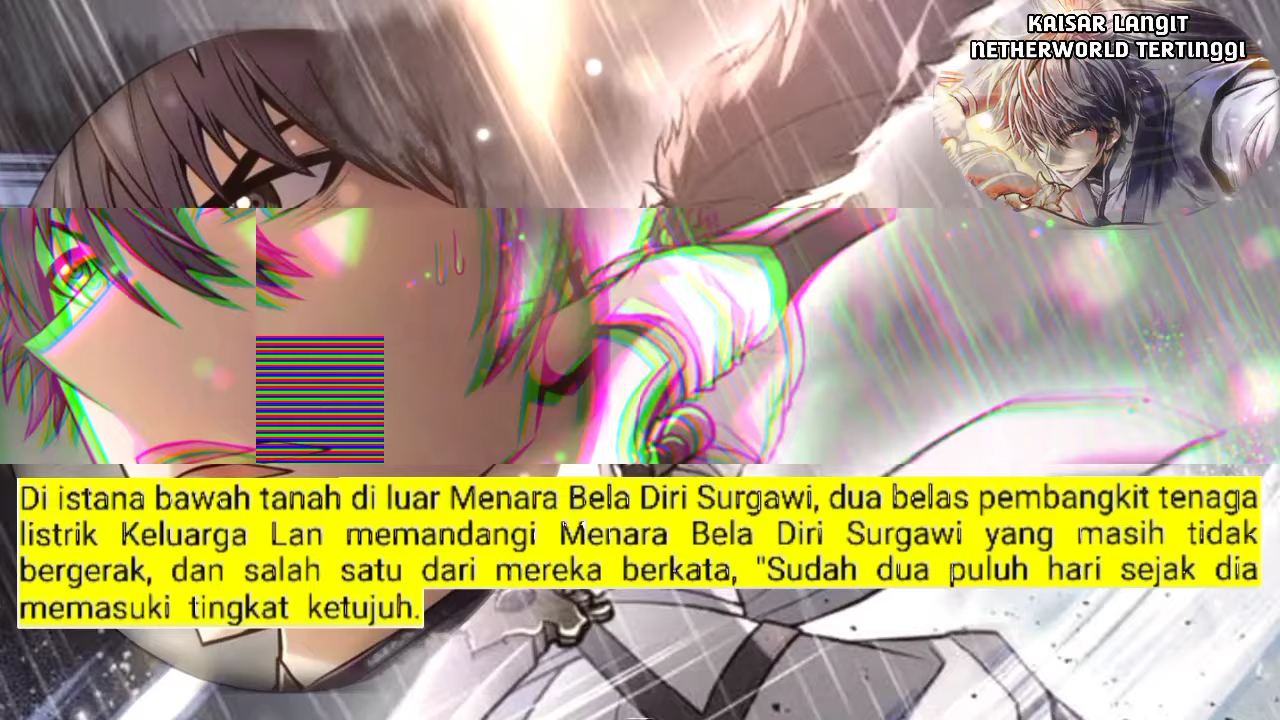 KAISAR LANGIT
NETHERWORLD TERTINGGI
Di istana bawah tanah di luar Menara Bela Diri Surgawi, dua belas pembangkit tenaga
listrik Keluarga Lan memandangi Menara Bela Diri Surgawi yang masih tidak
bergerak, dan salah satu dari mereka berkata, "Sudah dua puluh hari sejak dia
memasuki tingkat ketujuh.